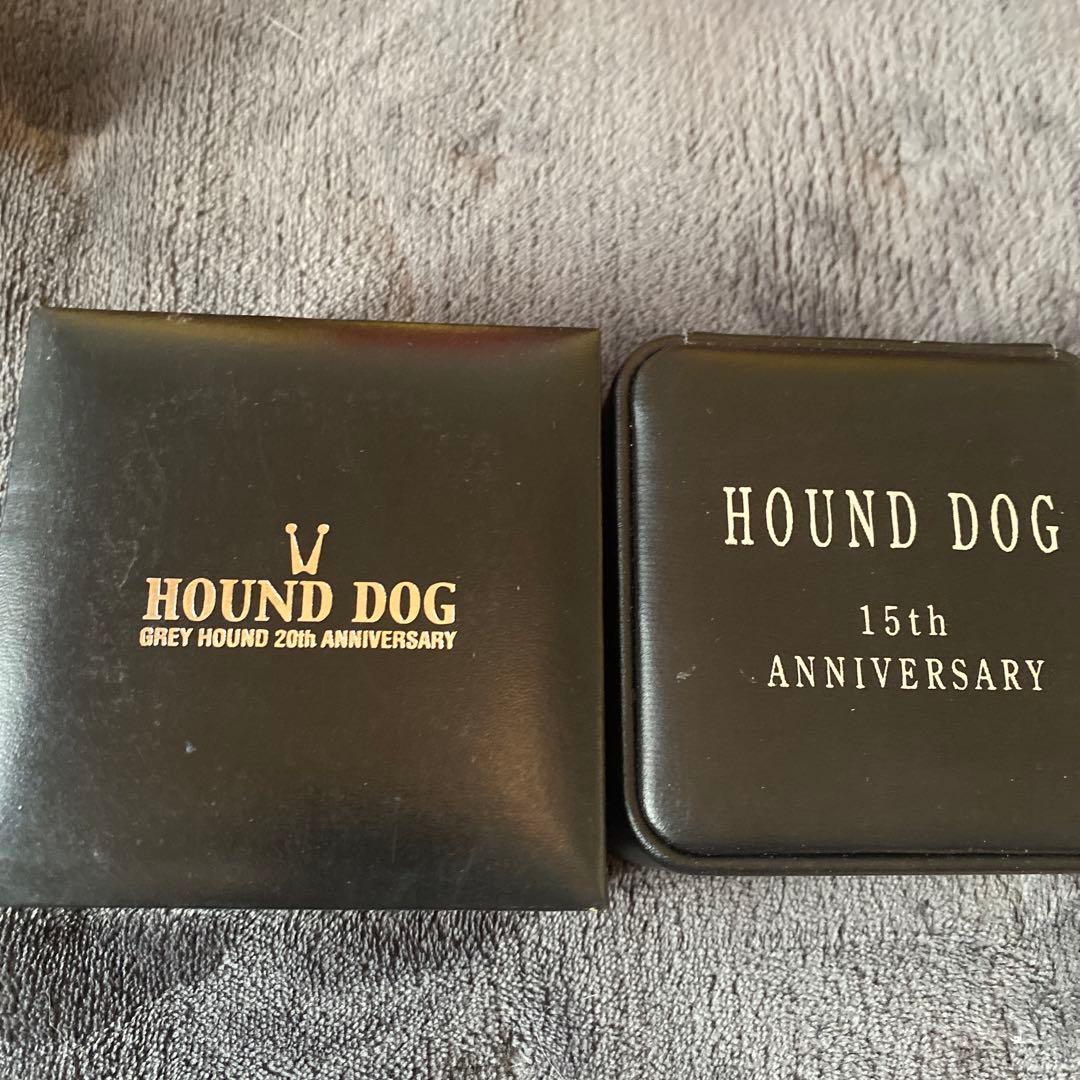 HOUND DOG
GREY HOUND 20th ANNIVERSARY
HOUND DOG
15th
ANNIVERSARY